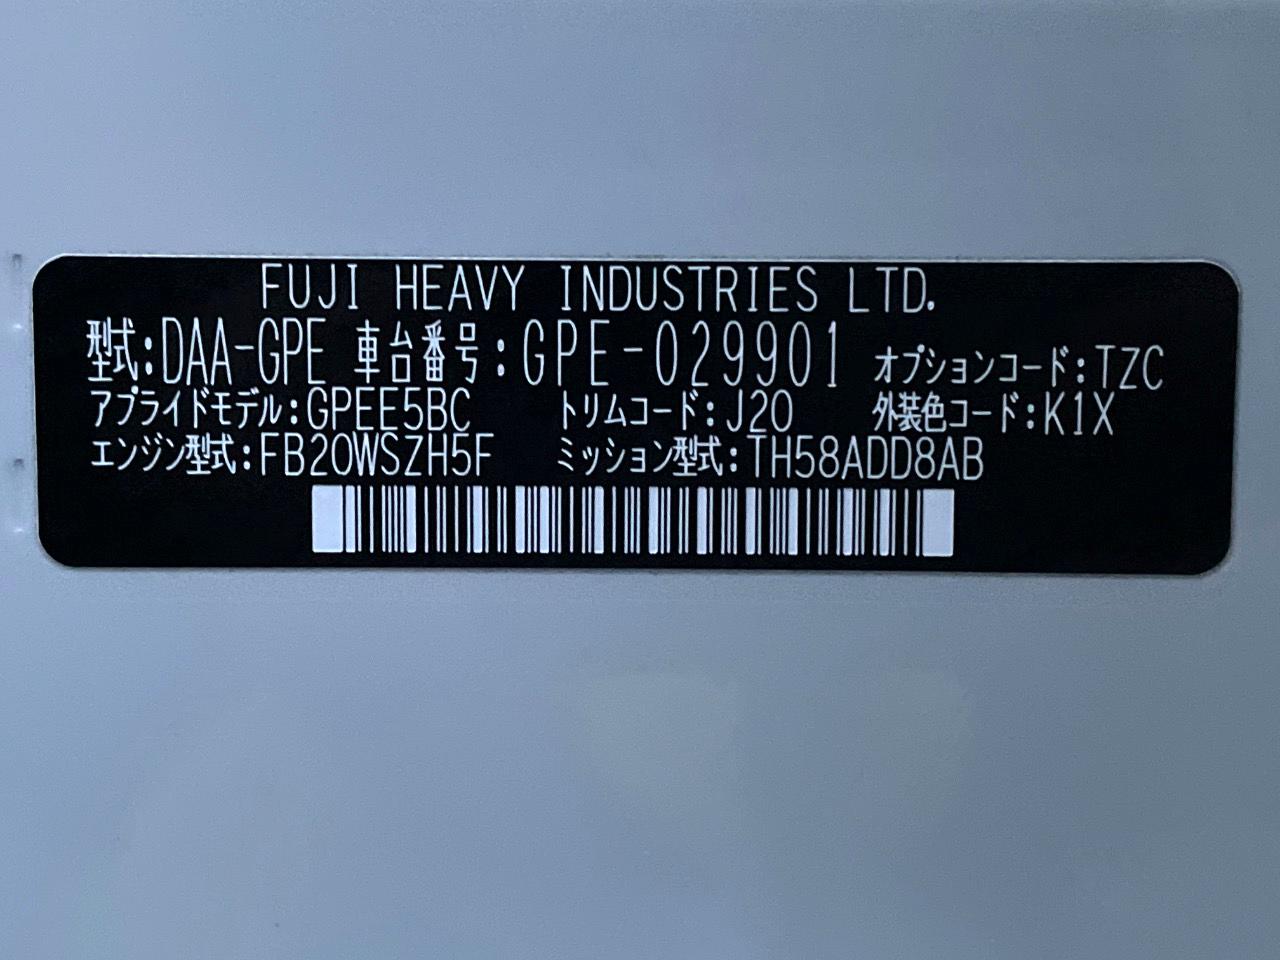 FUJI HEAVY INDUSTRIES LTD.
型式:DAA-GPE 車台番号:GPE-029901 オプションコード:TZC
アプライドモデル:GPEE5BC トリムコード:J20 外装色コード:K1X
エンジン型式:FB20WSZH5F ミッション型式:TH58ADD8AB